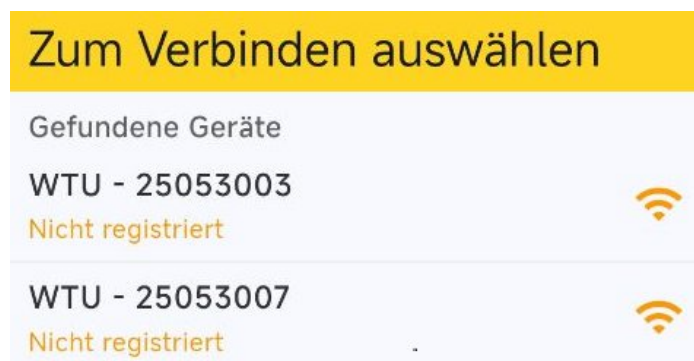 Zum Verbinden auswählen
Gefundene Geräte
WTU - 25053003
Nicht registriert
WTU - 25053007
Nicht registriert